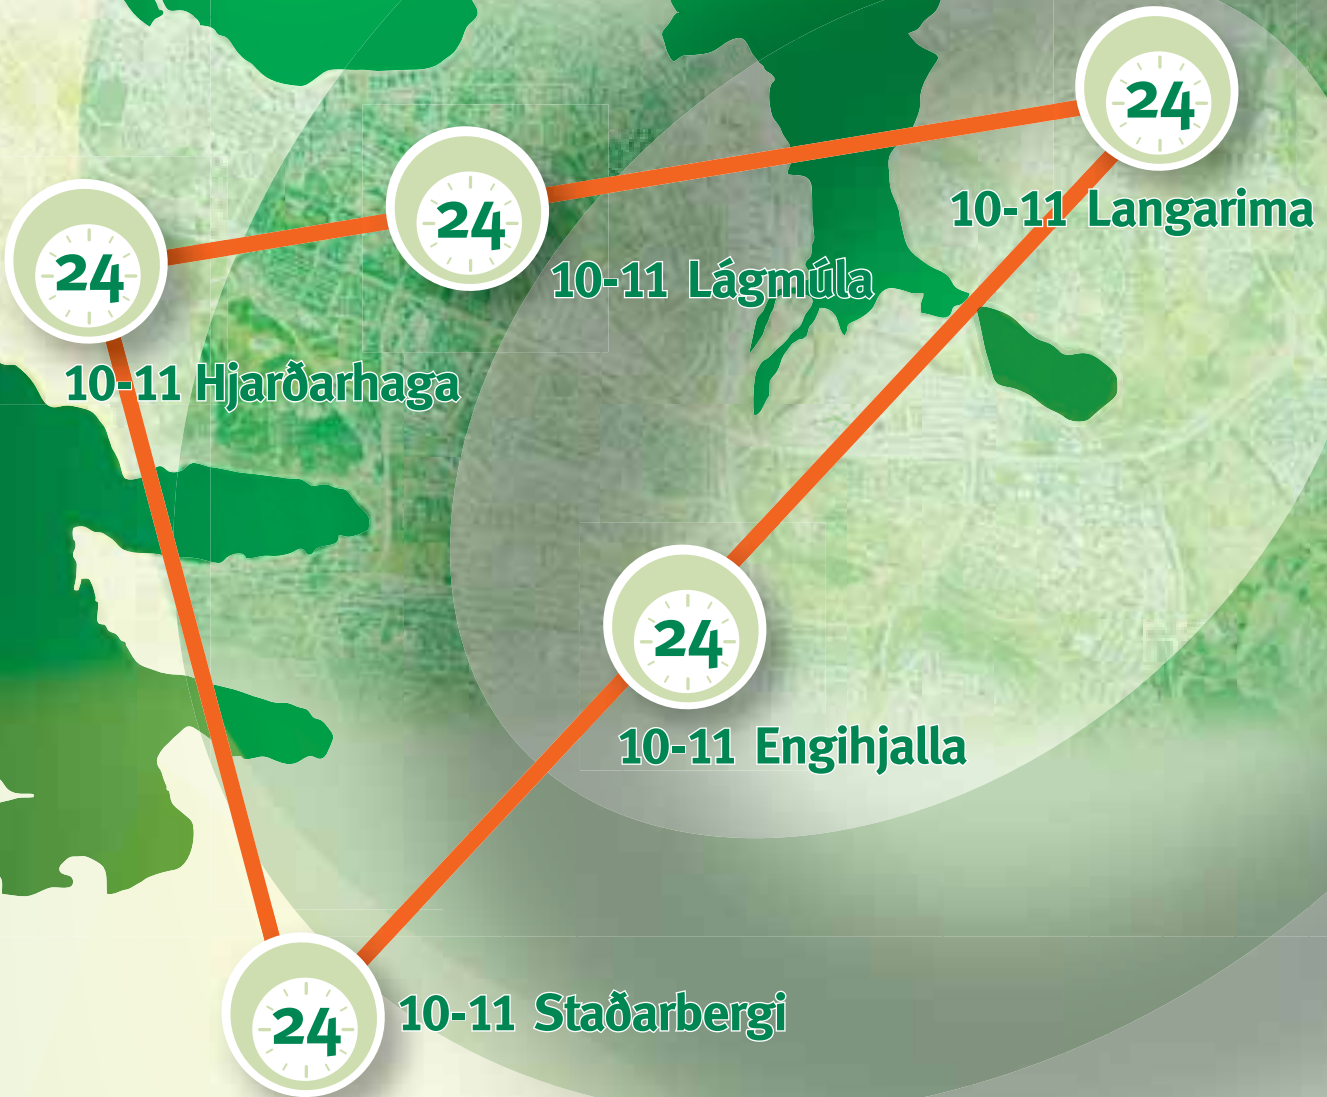 24
10-11 Langarima
24
10-11 Lágmúla
24
10-11 Hjarðarhaga
24
10-11 Engihjalla
24
10-11 Staðarbergi